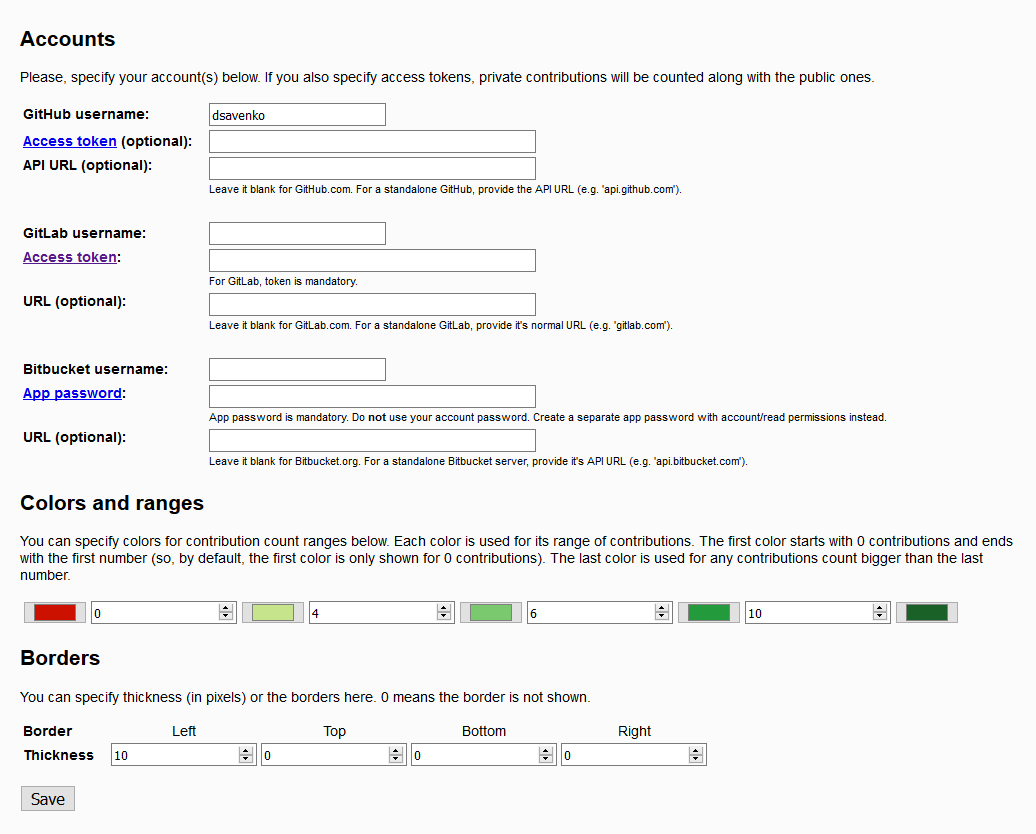 Accounts
Please, specify your account(s) below. If you also specify access tokens, private contributions will be counted along with the public ones.
GitHub username: dsavenko
Access token (optional):
API URL (optional):
Leave it blank for GitHub.com. For a standalone GitHub, provide the API URL (e.g. 'api.github.com').
GitLab username:
Access token:
For GitLab, token is mandatory.
URL (optional):
Leave it blank for GitLab.com. For a standalone GitLab, provide it's normal URL (e.g. 'gitlab.com').
Bitbucket username:
App password:
App password is mandatory. Do not use your account password. Create a separate app password with account/read permissions instead.
URL (optional):
Leave it blank for Bitbucket.org. For a standalone Bitbucket server, provide it's API URL (e.g. 'api.bitbucket.com').
Colors and ranges
You can specify colors for contribution count ranges below. Each color is used for its range of contributions. The first color starts with 0 contributions and ends
with the first number (so, by default, the first color is only shown for 0 contributions). The last color is used for any contributions count bigger than the last
number.
0 4 6 10
Borders
You can specify thickness (in pixels) or the borders here. 0 means the border is not shown.
Border Left Top Bottom Right
Thickness 10 0 0 0
Save